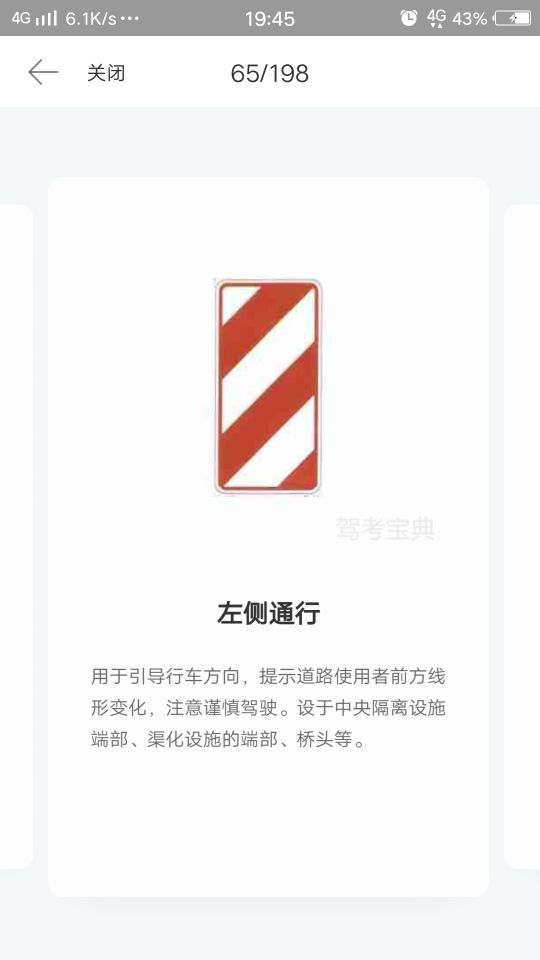 4G 6.1K/s 19:45 4G 43%
关闭 65/198
驾考宝典
左侧通行
用于引导行车方向，提示道路使用者前方线
形变化，注意谨慎驾驶。设于中央隔离设施
端部、渠化设施的端部、桥头等。